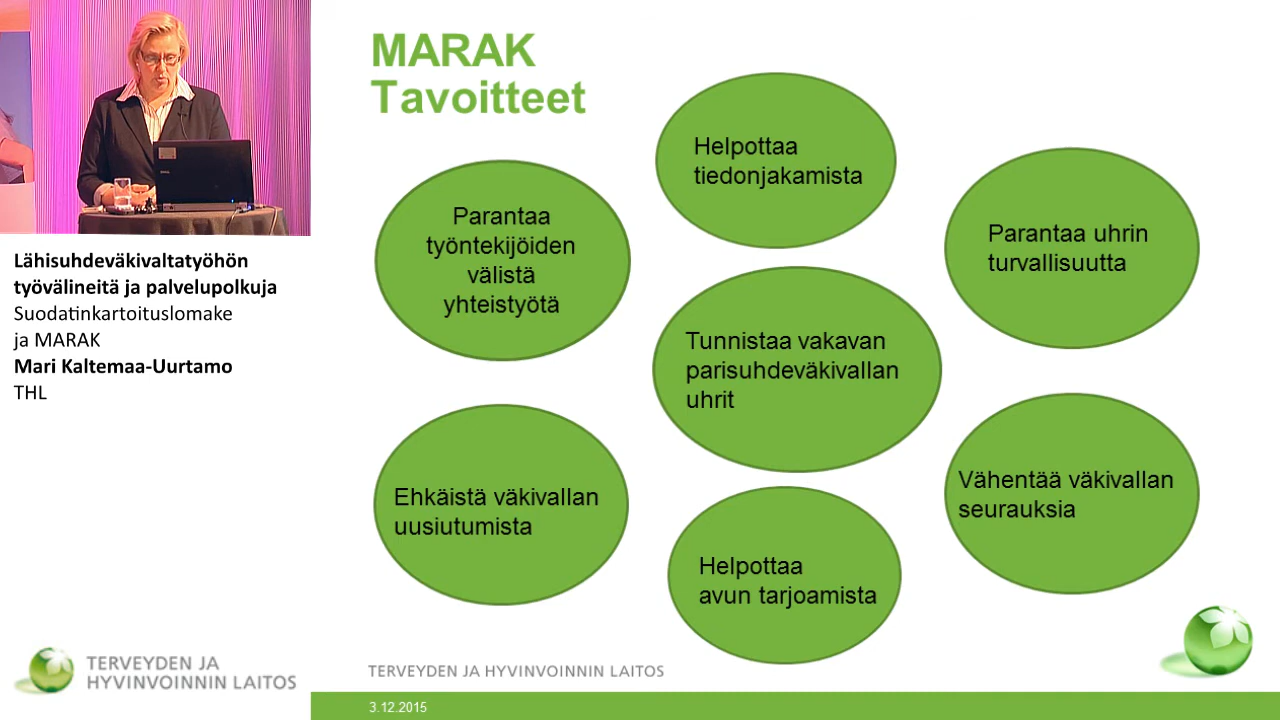 MARAK
Tavoitteet
Helpottaa
tiedonjakamista
Parantaa
työntekijöiden
välistä
yhteistyötä
Parantaa uhrin
turvallisuutta
Tunnistaa vakavan
parisuhdeväkivallan
uhrit
Ehkäistä väkivallan
uusiutumista
Vähentää väkivallan
seurauksia
Helpottaa
avun tarjoamista
Lähisuhdeväkivaltatyöhön
työvälineitä ja palvelupolkuja
Suodatinkartoituslomake
ja MARAK
Mari Kaltemaa-Uurtamo
THL
TERVEYDEN JA
HYVINVOINNIN LAITOS
TERVEYDEN JA HYVINVOINNIN LAITOS
3.12.2015